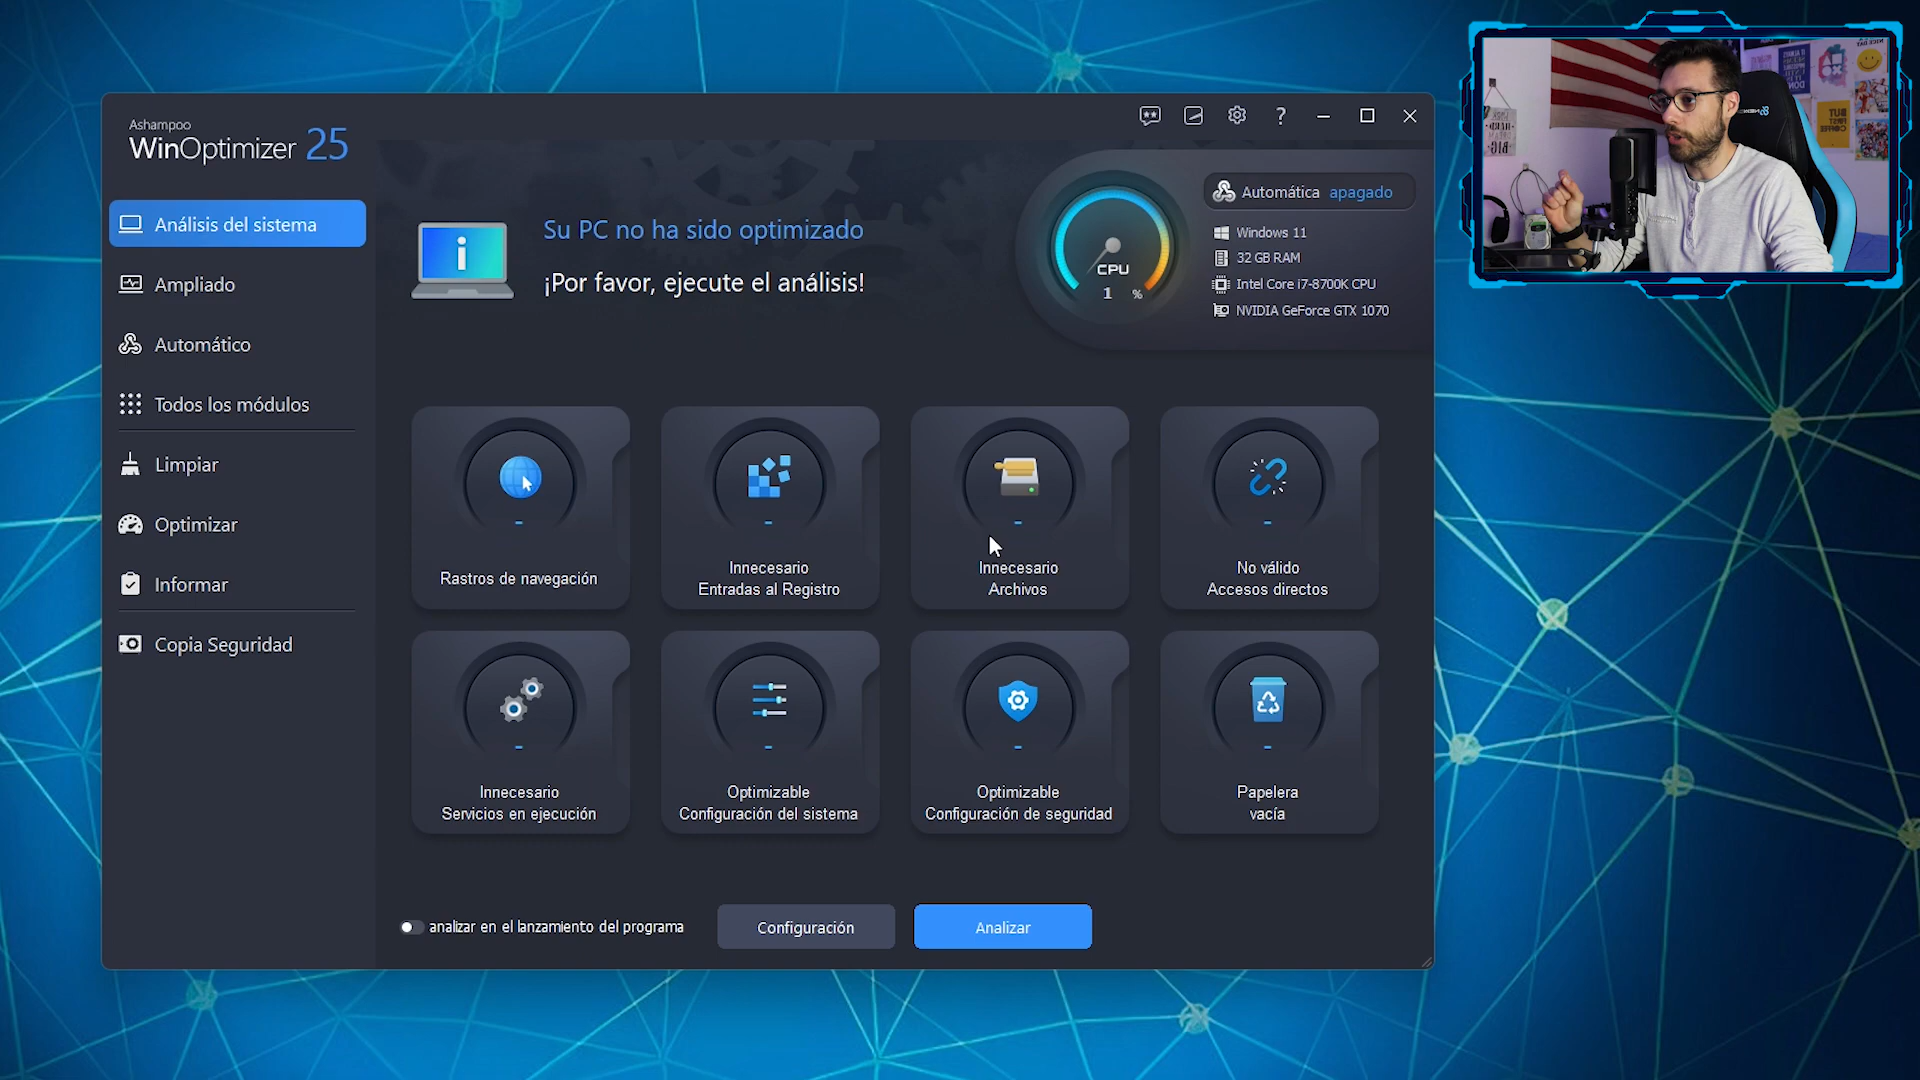 Ashampoo
WinOptimizer 25
Análisis del sistema
Ampliado
Automático
Todos los módulos
Limpiar
Optimizar
Informar
Copia Seguridad
Su PC no ha sido optimizado
¡Por favor, ejecute el análisis!
CPU
1 %
Automática apagado
Windows 11
32 GB RAM
Intel Core i7-8700K CPU
NVIDIA GeForce GTX 1070
Rastros de navegación
Innecesario
Entradas al Registro
Innecesario
Archivos
No válido
Accesos directos
Innecesario
Servicios en ejecución
Optimizable
Configuración del sistema
Optimizable
Configuración de seguridad
Papelera
vacía
analizar en el lanzamiento del programa
Configuración
Analizar
BUT
FIRST
COFFEE